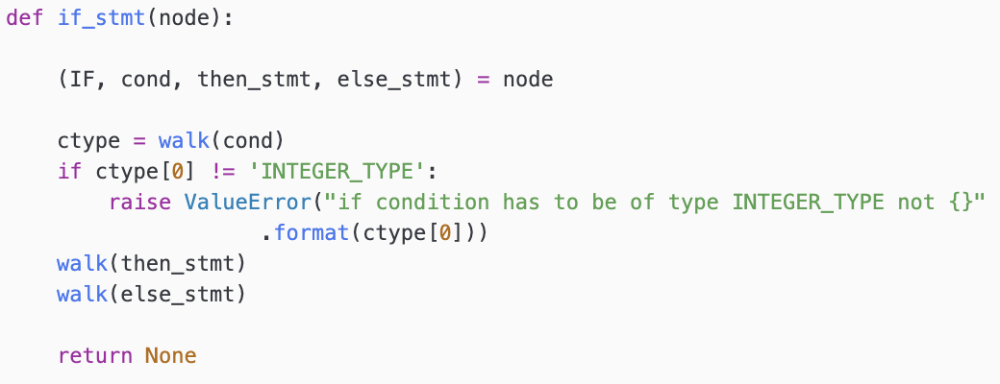 def if_stmt(node):
    (IF, cond, then_stmt, else_stmt) = node
    ctype = walk(cond)
    if ctype[0] != 'INTEGER_TYPE':
        raise ValueError("if condition has to be of type INTEGER_TYPE not {}"
                    .format(ctype[0]))
    walk(then_stmt)
    walk(else_stmt)
    return None